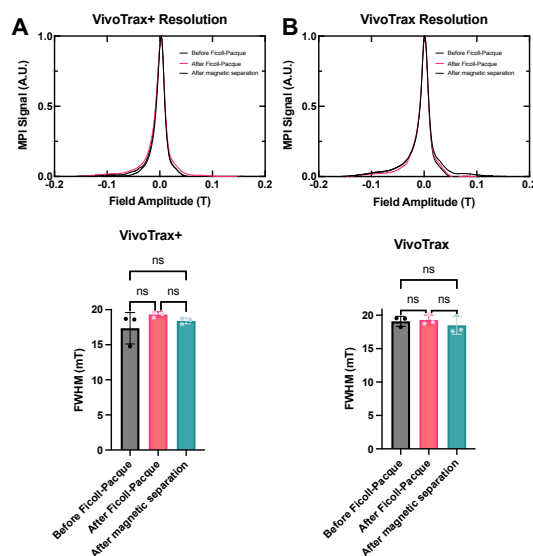 A
VivoTrax+ Resolution
MPI Signal (A.U.)
1.0
0.5
0.0
-0.2
-0.1
0.0
0.1
0.2
Field Amplitude (T)
Before Ficoll-Pacque
After Ficoll-Pacque
After magnetic separation
B
VivoTrax Resolution
MPI Signal (A.U.)
1.0
0.5
0.0
-0.2
-0.1
0.0
0.1
0.2
Field Amplitude (T)
Before Ficoll-Pacque
After Ficoll-Pacque
After magnetic separation
VivoTrax+
ns
ns
ns
FWHM (mT)
20
15
10
5
0
Before Ficoll-Pacque
After Ficoll-Pacque
After magnetic separation
VivoTrax
ns
ns
ns
FWHM (mT)
20
15
10
5
0
Before Ficoll-Pacque
After Ficoll-Pacque
After magnetic separation